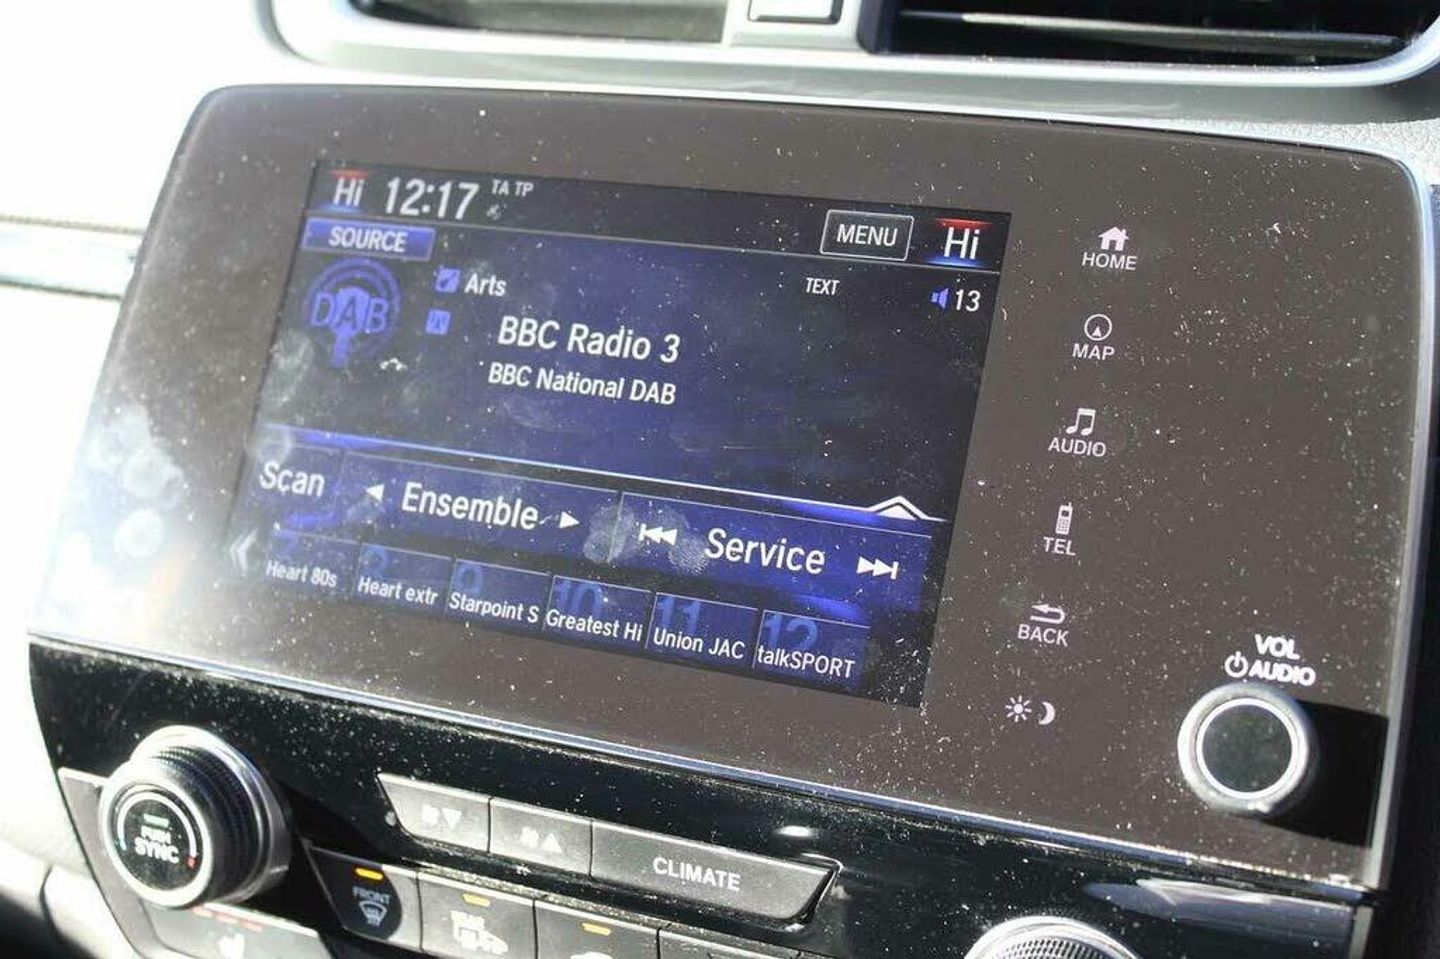 Hi 12:17 TA TP MENU Hi
SOURCE
DAB
Arts TEXT 13
BBC Radio 3
BBC National DAB
Scan Ensemble Service
Heart 80s Heart extr 9 Starpoint S 10 Greatest Hi 11 Union JAC 12 talkSPORT
HOME
MAP
AUDIO
TEL
BACK
VOL
AUDIO
PUSH
SYNC
CLIMATE
FRONT